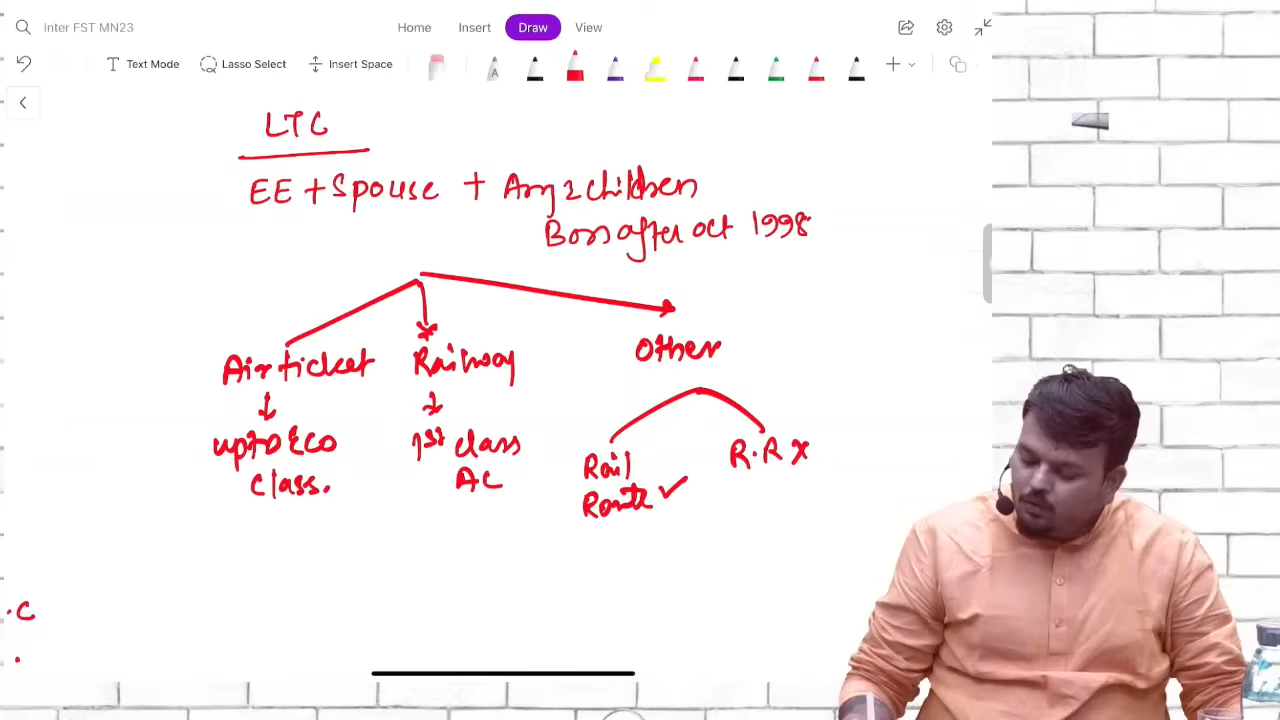 Inter FST MN23
Home Insert Draw View
Text Mode Lasso Select Insert Space
LTC
EE + Spouse + Any 2 children
Born after oct 1998
Air ticket Railway Other
upto Eco 1st class
Class. AC
Rail R.R x
Route ✓
.C